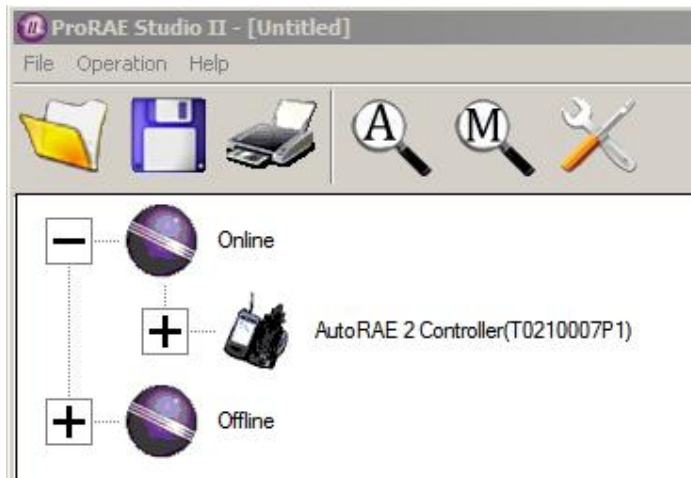 ProRAE Studio II - [Untitled]
File Operation Help
A M
Online
AutoRAE 2 Controller(T0210007P1)
Offline